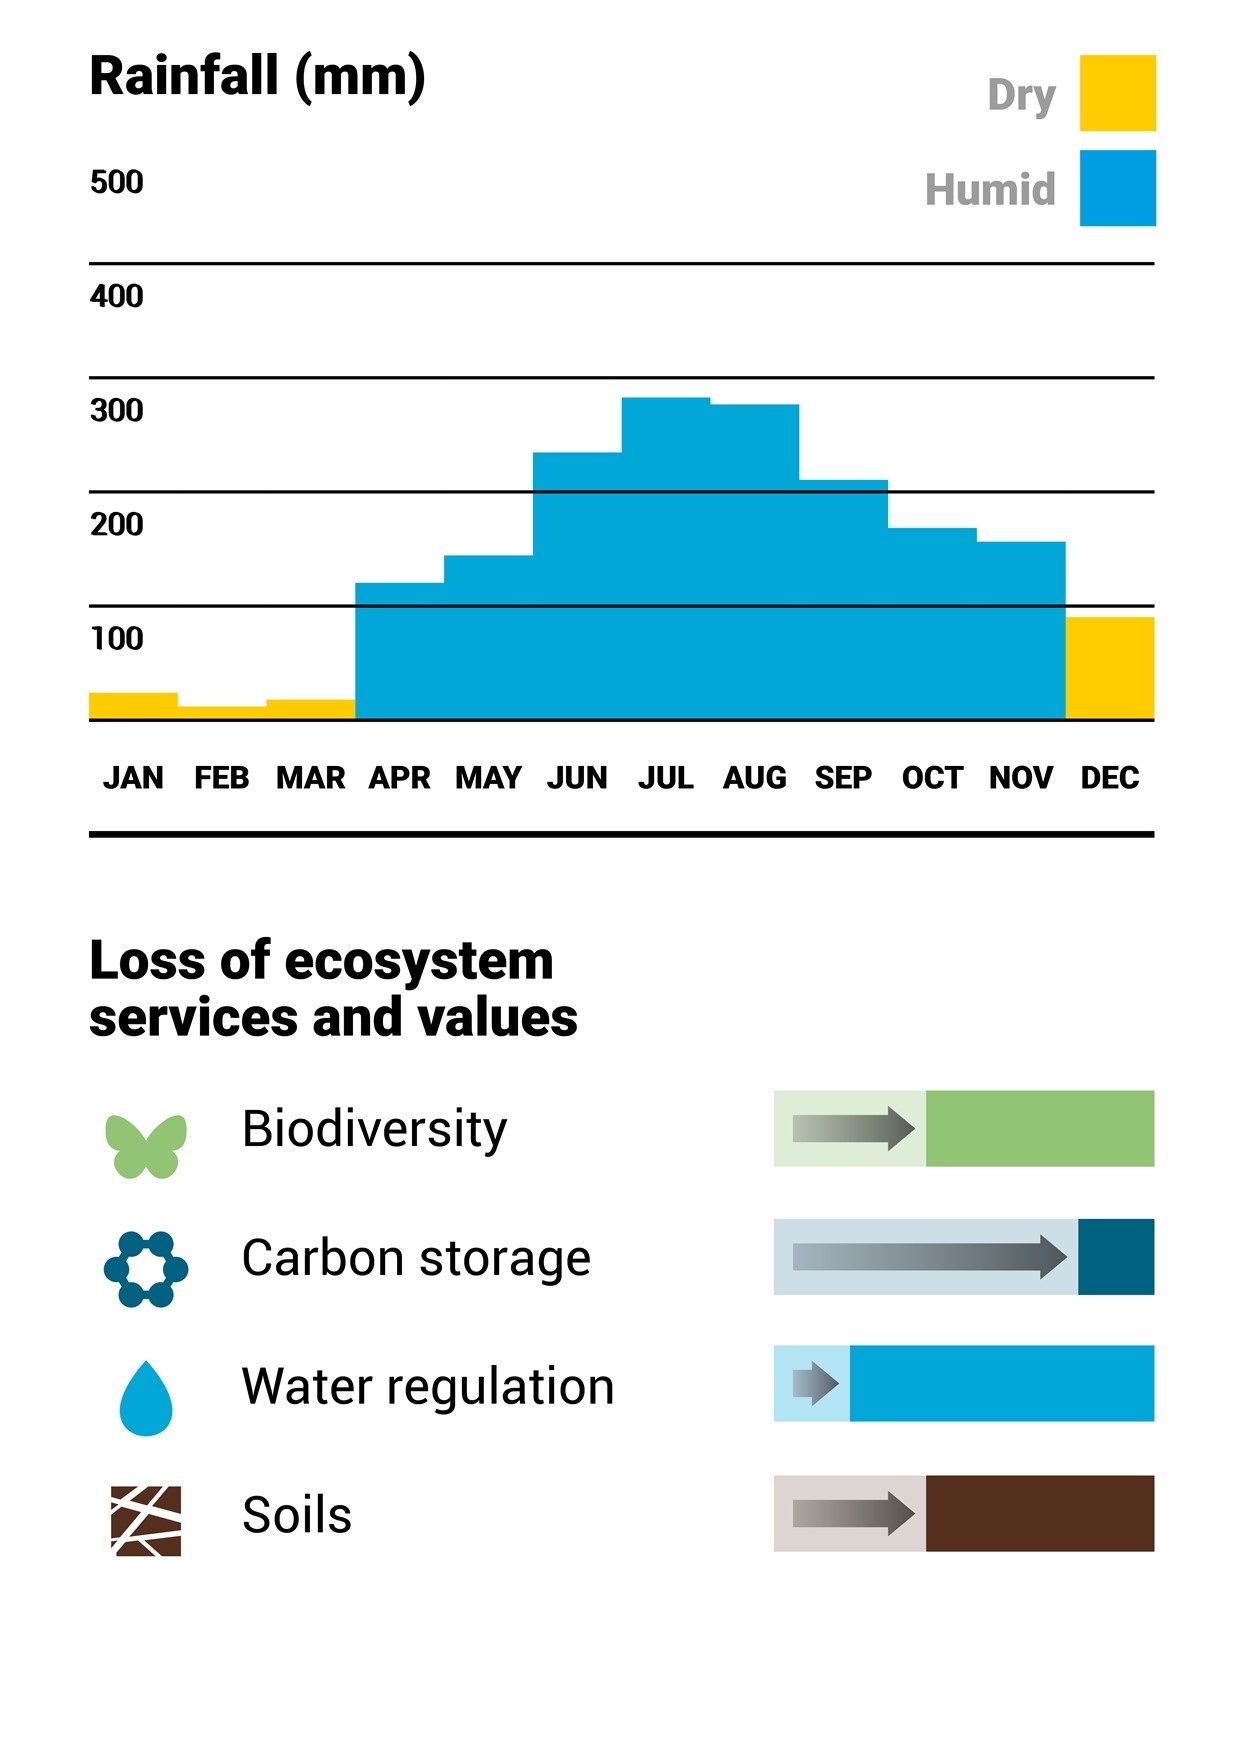 Rainfall (mm)
Dry
Humid
500
400
300
200
100
JAN FEB MAR APR MAY JUN JUL AUG SEP OCT NOV DEC
Loss of ecosystem
services and values
Biodiversity
Carbon storage
Water regulation
Soils